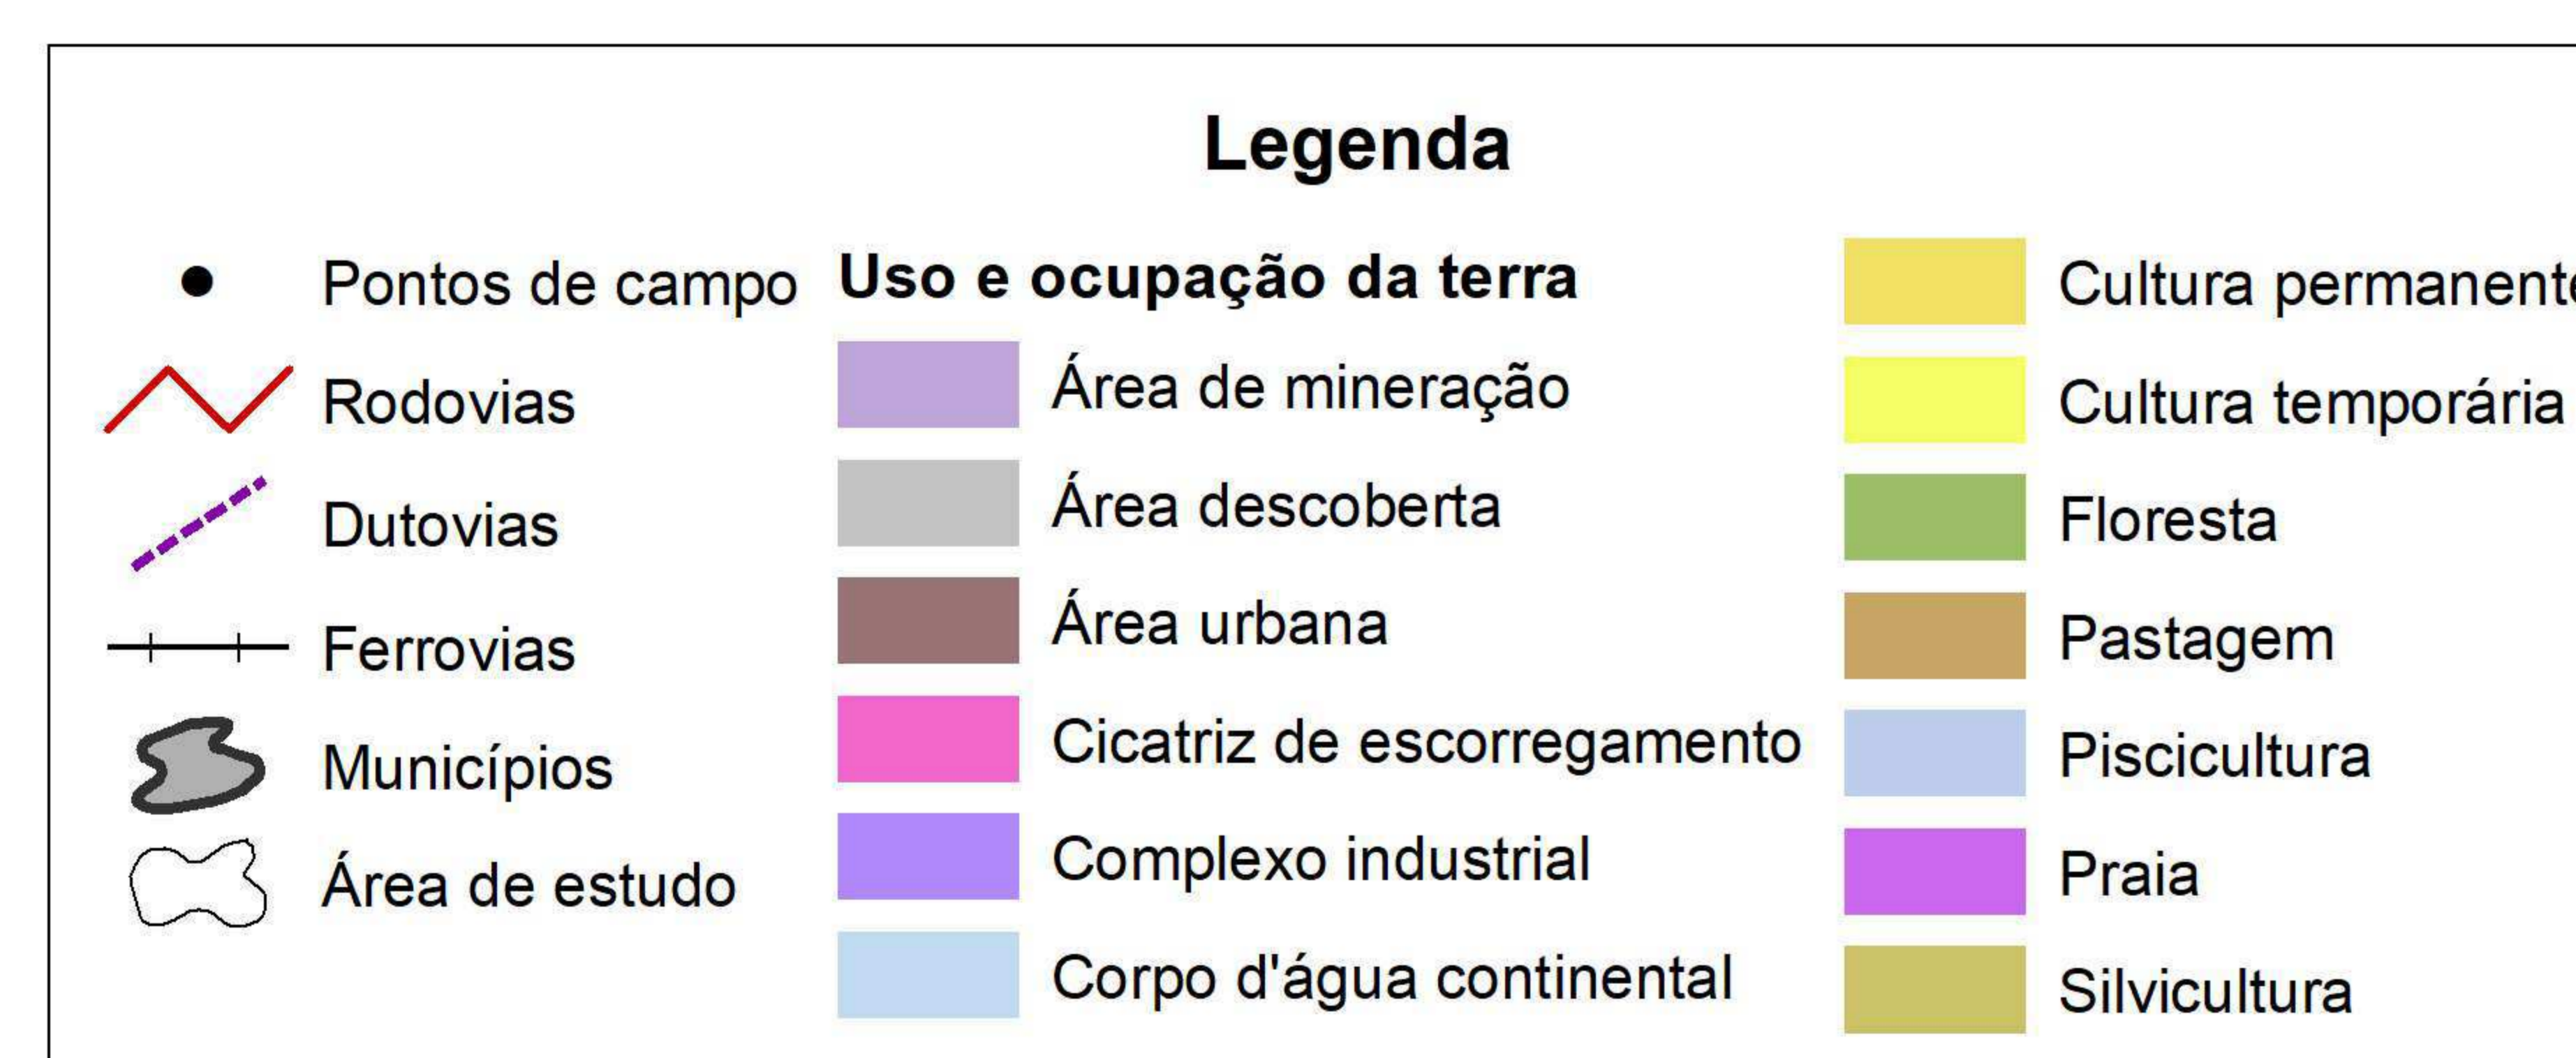 Legenda
Pontos de campo
Rodovias
Dutovias
Ferrovias
Municípios
Área de estudo
Uso e ocupação da terra
Área de mineração
Área descoberta
Área urbana
Cicatriz de escorregamento
Complexo industrial
Corpo d'água continental
Cultura permanente
Cultura temporária
Floresta
Pastagem
Piscicultura
Praia
Silvicultura